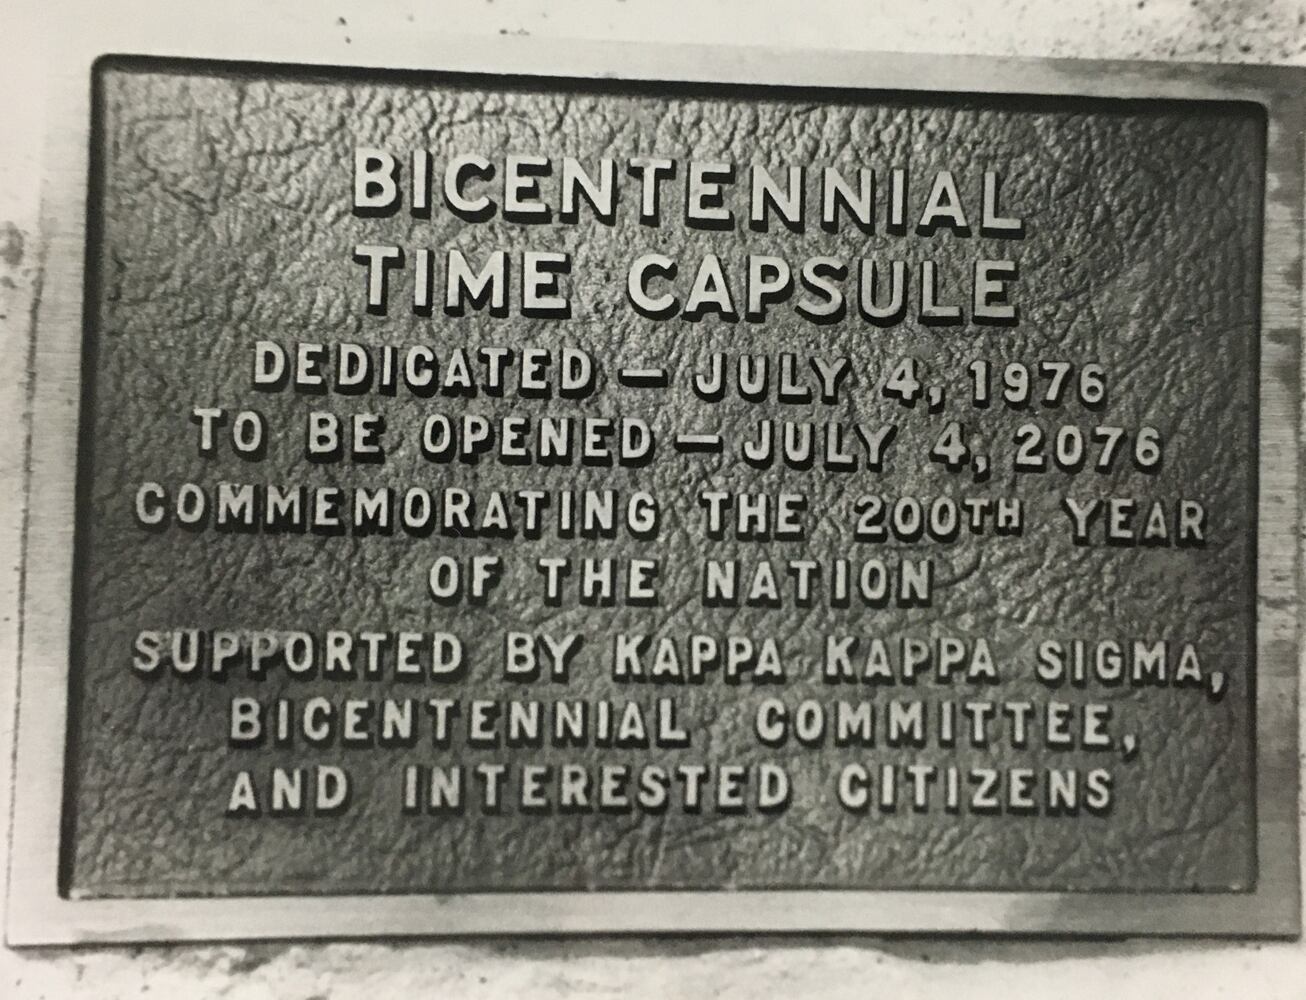 BICENTENNIAL
TIME CAPSULE
DEDICATED — JULY 4, 1976
TO BE OPENED — JULY 4, 2076
COMMEMORATING THE 200TH YEAR
OF THE NATION
SUPPORTED BY KAPPA KAPPA SIGMA,
BICENTENNIAL COMMITTEE,
AND INTERESTED CITIZENS